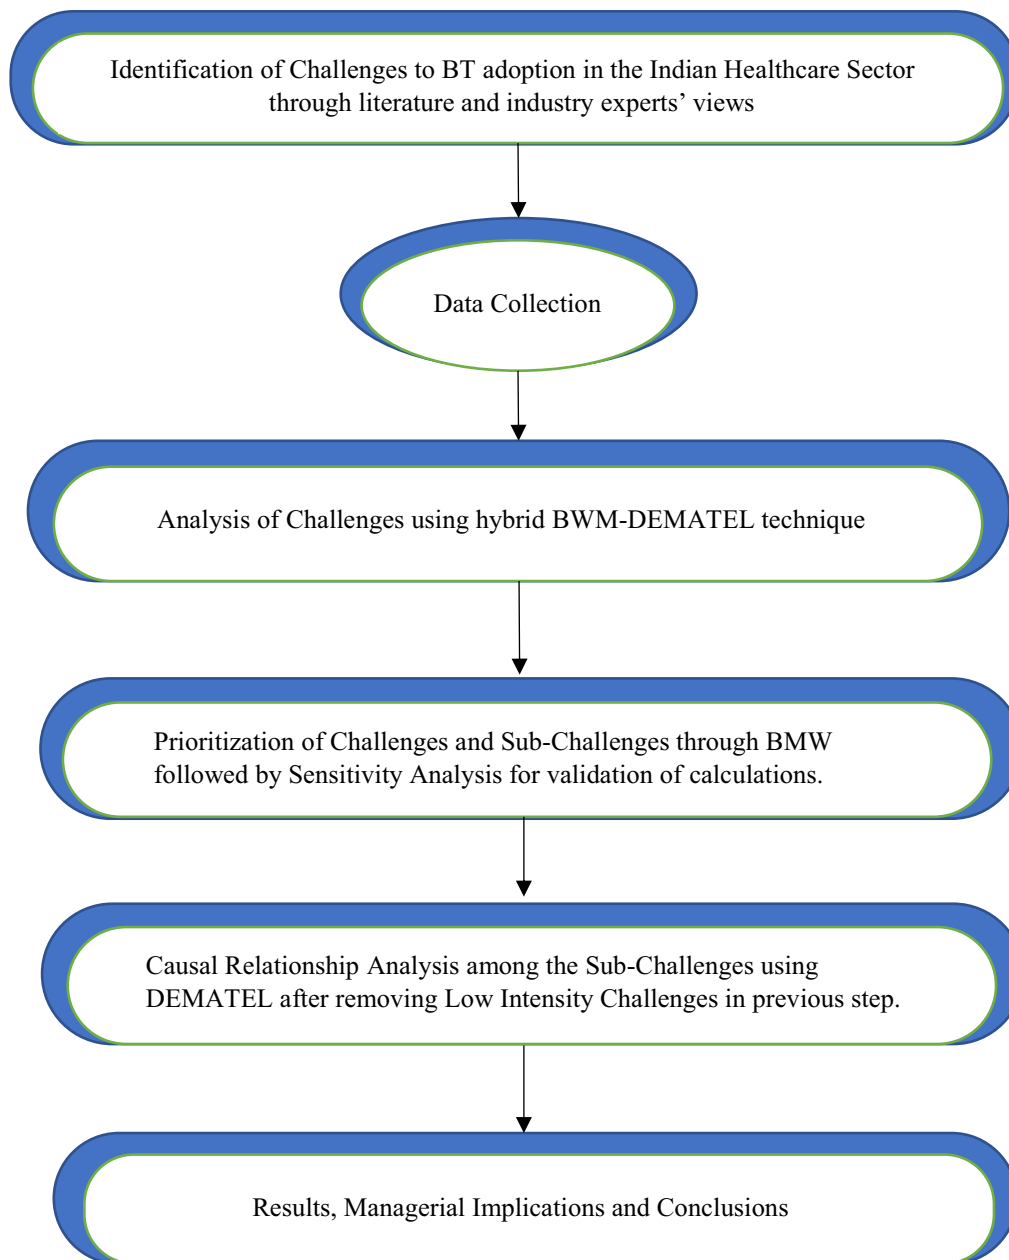 Identification of Challenges to BT adoption in the Indian Healthcare Sector
through literature and industry experts’ views
Data Collection
Analysis of Challenges using hybrid BWM-DEMATEL technique
Prioritization of Challenges and Sub-Challenges through BMW
followed by Sensitivity Analysis for validation of calculations.
Causal Relationship Analysis among the Sub-Challenges using
DEMATEL after removing Low Intensity Challenges in previous step.
Results, Managerial Implications and Conclusions